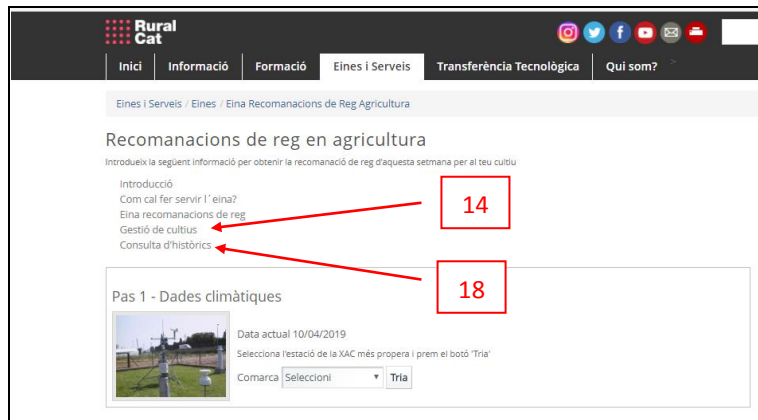 Rural
Cat
Inici Informació Formació Eines i Serveis Transferència Tecnològica Qui som? >
Eines i Serveis / Eines / Eina Recomanacions de Reg Agricultura
Recomanacions de reg en agricultura
Introdueix la següent informació per obtenir la recomanació de reg d'aquesta setmana per al teu cultiu
Introducció
Com cal fer servir l´eina?
Eina recomanacions de reg
Gestió de cultius
Consulta d'històrics
14
18
Pas 1 - Dades climàtiques
Data actual 10/04/2019
Selecciona l'estació de la XAC més propera i prem el botó 'Tria'
Comarca Seleccioni Tria